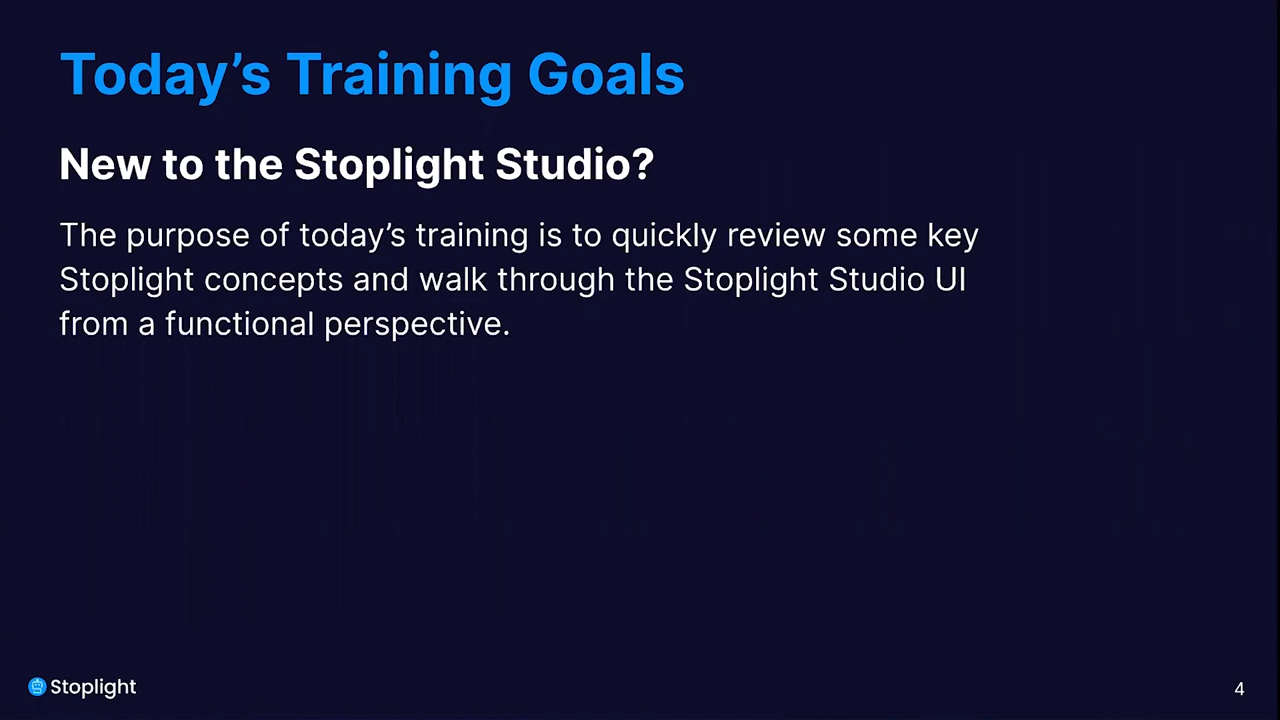 Today’s Training Goals
New to the Stoplight Studio?
The purpose of today’s training is to quickly review some key
Stoplight concepts and walk through the Stoplight Studio UI
from a functional perspective.
Stoplight
4